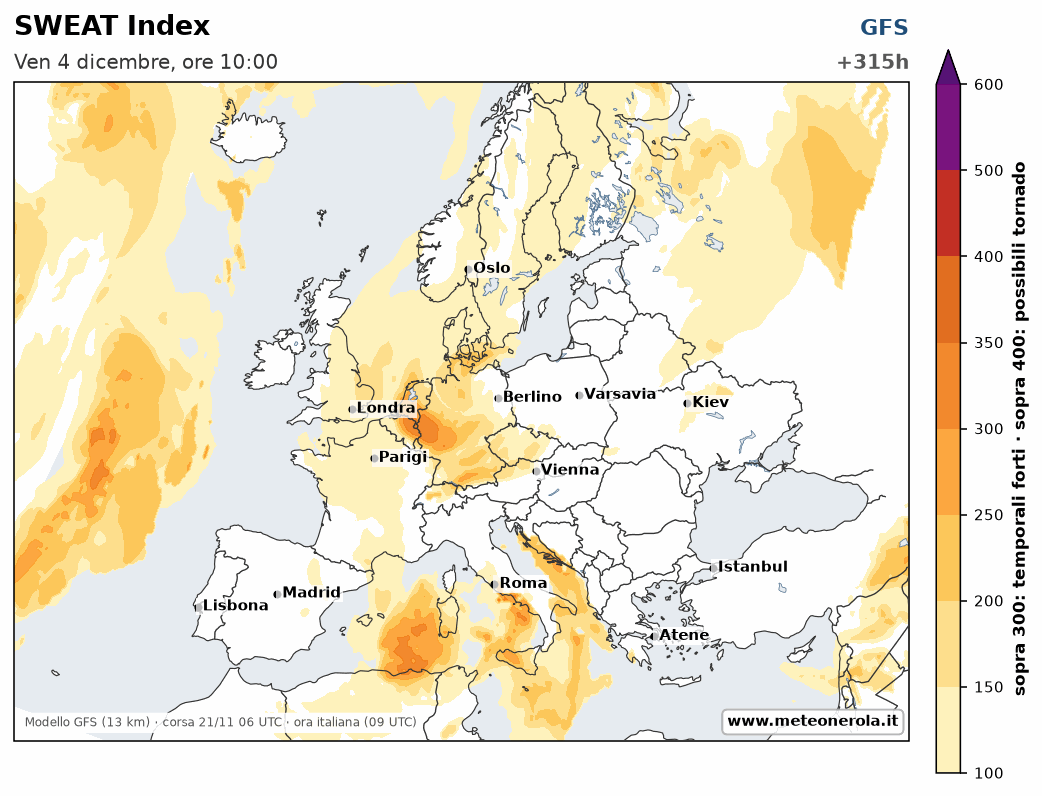 SWEAT Index
GFS
Ven 4 dicembre, ore 10:00
+315h
600
500
400
350
300
250
200
150
100
sopra 300: temporali forti · sopra 400: possibili tornado
Oslo
Londra
Berlino
Varsavia
Kiev
Parigi
Vienna
Istanbul
Roma
Madrid
Lisbona
Atene
Modello GFS (13 km) · corsa 21/11 06 UTC · ora italiana (09 UTC)
www.meteonerola.it